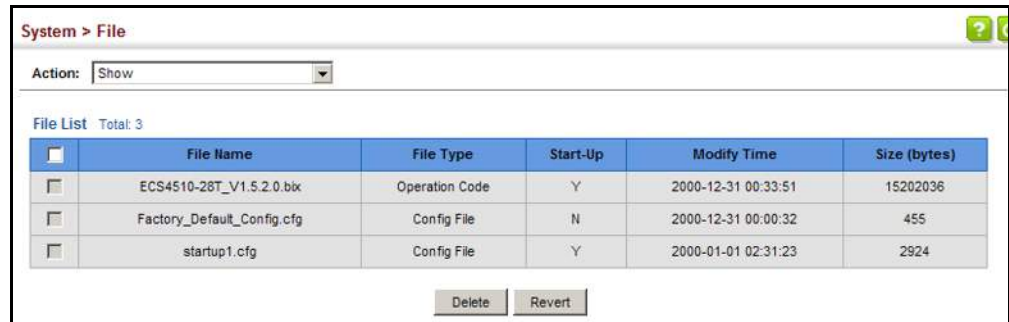 System > File
?
Action: Show
File List Total: 3
File Name File Type Start-Up Modify Time Size (bytes)
ECS4510-28T_V1.5.2.0.bix Operation Code Y 2000-12-31 00:33:51 15202036
Factory_Default_Config.cfg Config File N 2000-12-31 00:00:32 455
startup1.cfg Config File Y 2000-01-01 02:31:23 2924
Delete Revert